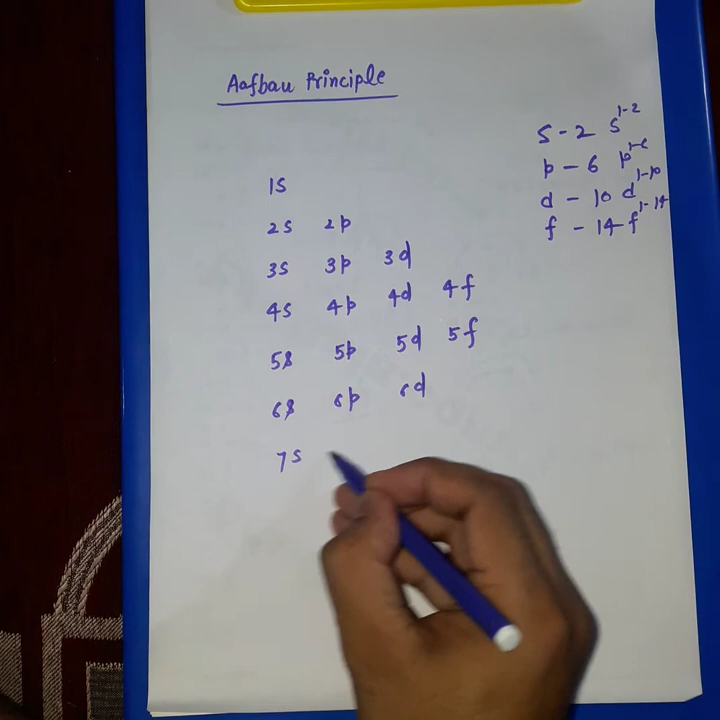 Aafbau Principle
s - 2 s¹⁻²
p - 6 p¹⁻⁶
d - 10 d¹⁻¹⁰
f - 14 f¹⁻¹⁴
1s
2s 2p
3s 3p 3d
4s 4p 4d 4f
5s 5p 5d 5f
6s 6p 6d
7s